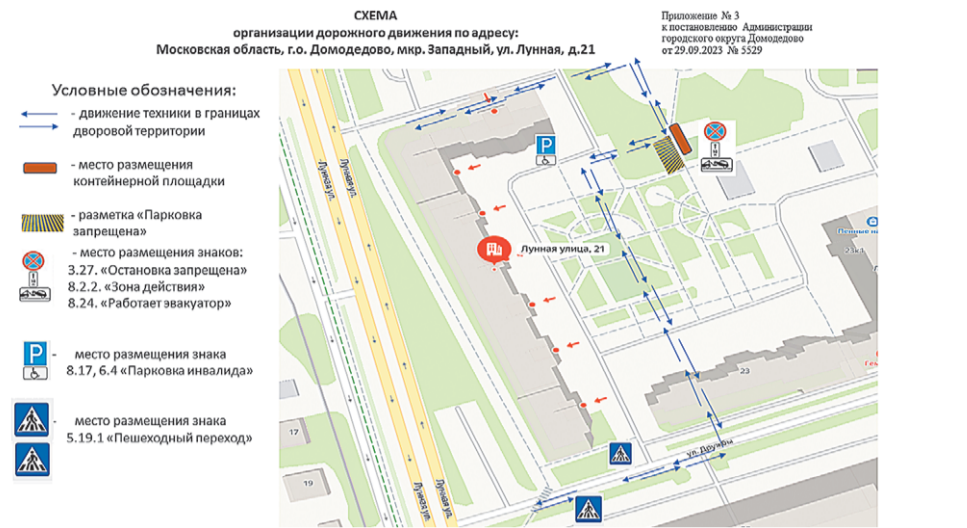 СХЕМА
организации дорожного движения по адресу:
Московская область, г.о. Домодедово, мкр. Западный, ул. Лунная, д.21
Приложение № 3
к постановлению Администрации
городского округа Домодедово
от 29.09.2023 № 5529
Условные обозначения:
- движение техники в границах
дворовой территории
- место размещения
контейнерной площадки
- разметка «Парковка
запрещена»
- место размещения знаков:
3.27. «Остановка запрещена»
8.2.2. «Зона действия»
8.24. «Работает эвакуатор»
P
- место размещения знака
8.17, 6.4 «Парковка инвалида»
- место размещения знака
5.19.1 «Пешеходный переход»
P
Лунная ул.
Лунная ул.
Лунная улица, 21
23
17
19
ул. Дружбы
Лунная ул.
Лунная ул.